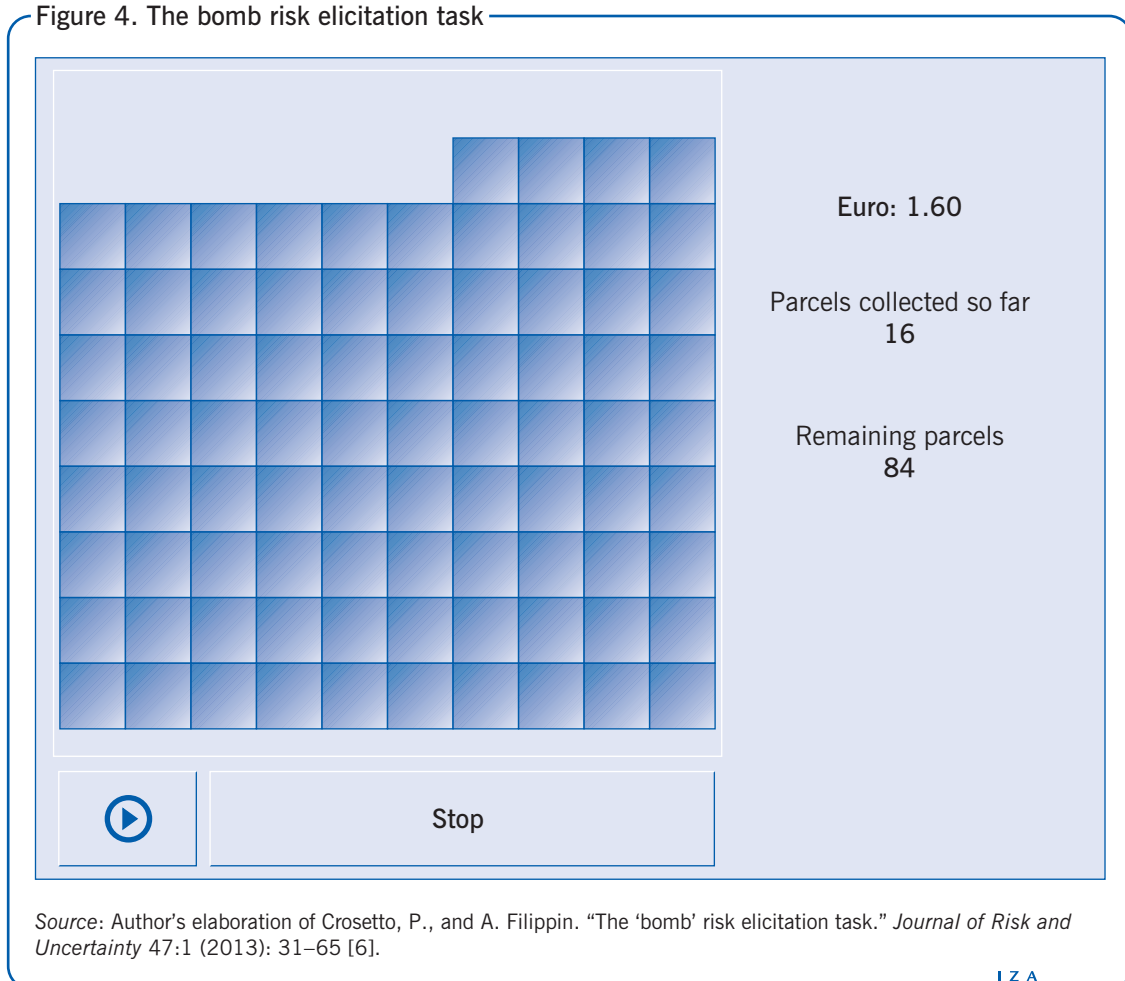 Figure 4. The bomb risk elicitation task
Euro: 1.60
Parcels collected so far
16
Remaining parcels
84
Stop
Source: Author's elaboration of Crosetto, P., and A. Filippin. "The 'bomb' risk elicitation task." Journal of Risk and
Uncertainty 47:1 (2013): 31–65 [6].
I Z A